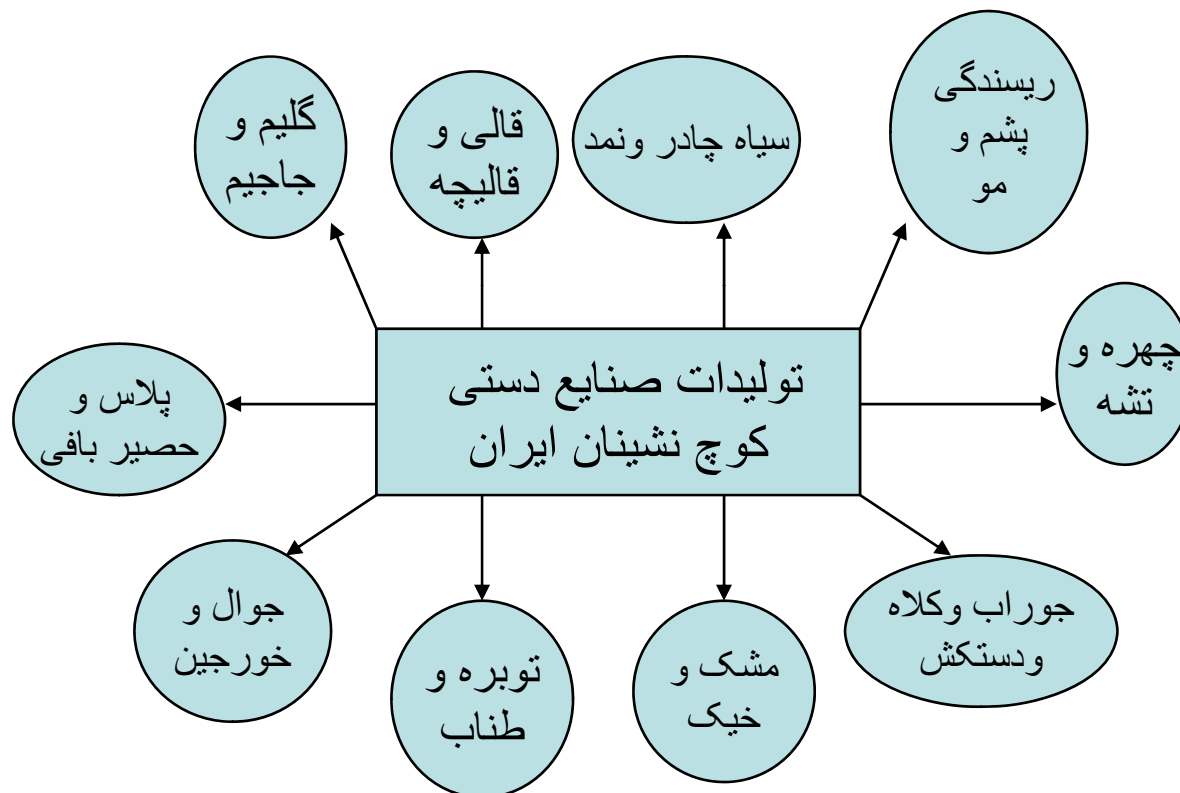 ریسندگی
پشم و
مو
سیاه چادر ونمد
قالی و
قالیچه
گلیم و
جاجیم
چهره و
تشه
تولیدات صنایع دستی
کوچ نشینان ایران
پلاس و
حصیر بافی
جوراب وکلاه
ودستکش
مشک و
خیک
توبره و
طناب
جوال و
خورجین